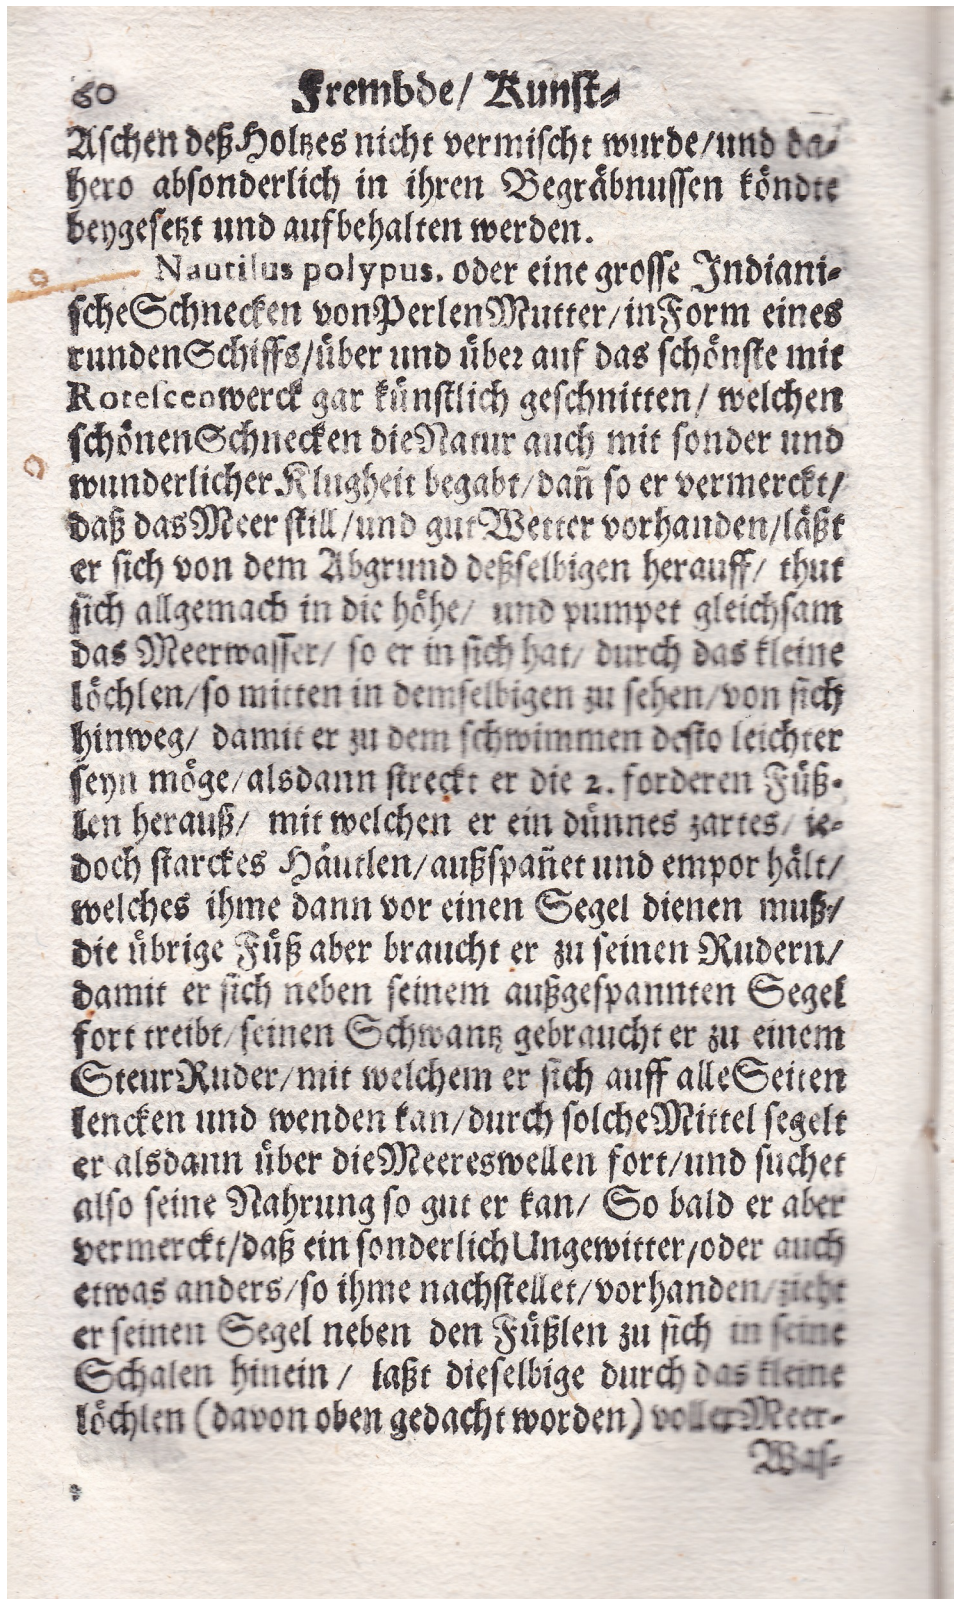 60 Frembde/ Kunst-
Aschen deß Holtzes nicht vermischt wurde/und da-
hero absonderlich in ihren Begräbnussen köndte
beygesetzt und aufbehalten werden.
Nautilus polypus. oder eine grosse Indiani-
sche Schnecken von Perlen Mutter/in Form eines
runden Schiffs/über und über auf das schönste mit
Rotesceowerck gar künstlich geschnitten/ welchen
schönen Schnecken die Natur auch mit sonder und
wunderlicher Klugheit begabt/dañ so er vermerckt/
daß das Meer still/und gut Wetter vorhanden/läßt
er sich von dem Abgrund deßselbigen herauff/ thut
sich allgemach in die höhe/ und pumpet gleichsam
das Meerwasser/ so er in sich hat/ durch das kleine
löchlen/so mitten in demselbigen zu sehen/von sich
hinweg/ damit er zu dem schwimmen desto leichter
seyn möge/alsdann streckt er die 2. forderen Füß-
len herauß/ mit welchen er ein dünnes zartes/ je-
doch starckes Häutlen/außspañet und empor hält/
welches ihme dann vor einen Segel dienen muß/
die übrige Füß aber braucht er zu seinen Rudern/
damit er sich neben seinem außgespannten Segel
fort treibt/seinen Schwantz gebraucht er zu einem
Steur Ruder/mit welchem er sich auff alle Seiten
lencken und wenden kan/durch solche Mittel segelt
er alsdann über die Meereswellen fort/und suchet
also seine Nahrung so gut er kan/ So bald er aber
vermerckt/daß ein sonderlich Ungewitter/oder auch
etwas anders/so ihme nachstellet/vorhanden/zieht
er seinen Segel neben den Füßlen zu sich in seine
Schalen hinein/ laßt dieselbige durch das kleine
löchlen (davon oben gedacht worden) voller Meer-
Was-